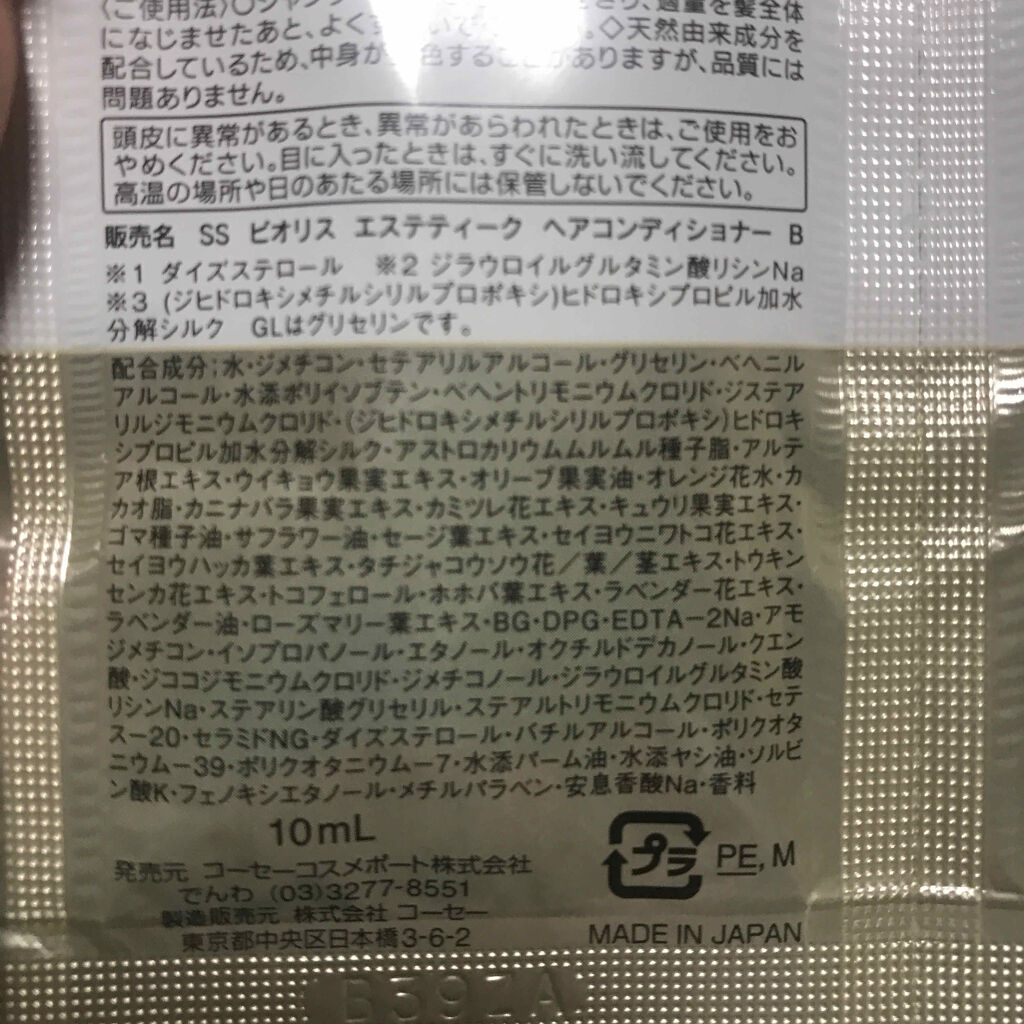 〈ご使用法〉○シャン
適量を髪全体
になじませたあと、よくす 。◇天然由来成分を
配合しているため、中身が 色することがありますが、品質には
問題ありません。
頭皮に異常があるとき、異常があらわれたときは、ご使用をお
やめください。目に入ったときは、すぐに洗い流してください。
高温の場所や日のあたる場所には保管しないでください。
販売名 SS ビオリス エステティーク ヘアコンディショナー B
※1 ダイズステロール ※2 ジラウロイルグルタミン酸リシンNa
※3 (ジヒドロキシメチルシリルプロポキシ)ヒドロキシプロピル加水
分解シルク GLはグリセリンです。
配合成分:水・ジメチコン・セテアリルアルコール・グリセリン・ベヘニル
アルコール・水添ポリイソブテン・ベヘントリモニウムクロリド・ジステア
リルジモニウムクロリド・(ジヒドロキシメチルシリルプロポキシ)ヒドロキ
シプロピル加水分解シルク・アストロカリウムムルムル種子脂・アルテ
ア根エキス・ウイキョウ果実エキス・オリーブ果実油・オレンジ花水・カ
カオ脂・カニナバラ果実エキス・カミツレ花エキス・キュウリ果実エキス・
ゴマ種子油・サフラワー油・セージ葉エキス・セイヨウニワトコ花エキス・
セイヨウハッカ葉エキス・タチジャコウソウ花/葉/茎エキス・トウキン
センカ花エキス・トコフェロール・ホホバ葉エキス・ラベンダー花エキス・
ラベンダー油・ローズマリー葉エキス・BG・DPG・EDTA－2Na・アモ
ジメチコン・イソプロパノール・エタノール・オクチルドデカノール・クエン
酸・ジココジモニウムクロリド・ジメチコノール・ジラウロイルグルタミン酸
リシンNa・ステアリン酸グリセリル・ステアルトリモニウムクロリド・セテ
ス－20・セラミドNG・ダイズステロール・バチルアルコール・ポリクオタ
ニウム－39・ポリクオタニウム－7・水添パーム油・水添ヤシ油・ソルビ
ン酸K・フェノキシエタノール・メチルパラベン・安息香酸Na・香料
10mL
発売元 コーセーコスメポート株式会社
でんわ (03)3277-8551
製造販売元 株式会社 コーセー
東京都中央区日本橋3-6-2
プラ PE, M
MADE IN JAPAN